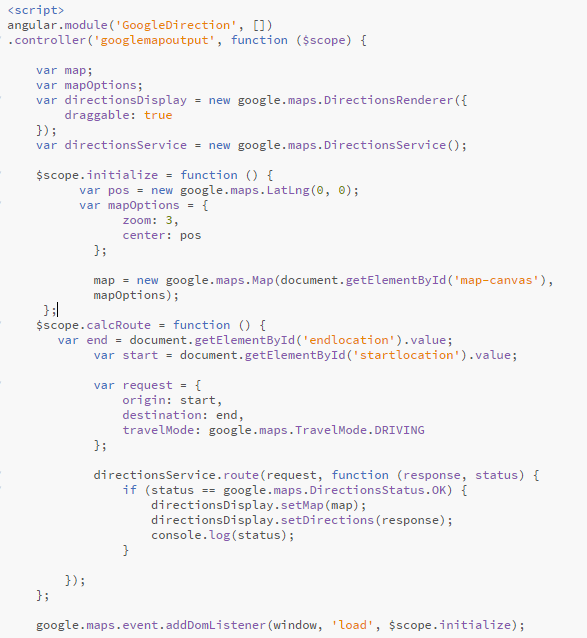 <script>
angular.module('GoogleDirection', [])
.controller('googlemapoutput', function ($scope) {
var map;
var mapOptions;
var directionsDisplay = new google.maps.DirectionsRenderer({
draggable: true
});
var directionsService = new google.maps.DirectionsService();
$scope.initialize = function () {
var pos = new google.maps.LatLng(0, 0);
var mapOptions = {
zoom: 3,
center: pos
};
map = new google.maps.Map(document.getElementById('map-canvas'),
mapOptions);
};
$scope.calcRoute = function () {
var end = document.getElementById('endlocation').value;
var start = document.getElementById('startlocation').value;
var request = {
origin: start,
destination: end,
travelMode: google.maps.TravelMode.DRIVING
};
directionsService.route(request, function (response, status) {
if (status == google.maps.DirectionsStatus.OK) {
directionsDisplay.setMap(map);
directionsDisplay.setDirections(response);
console.log(status);
}
});
};
google.maps.event.addDomListener(window, 'load', $scope.initialize);